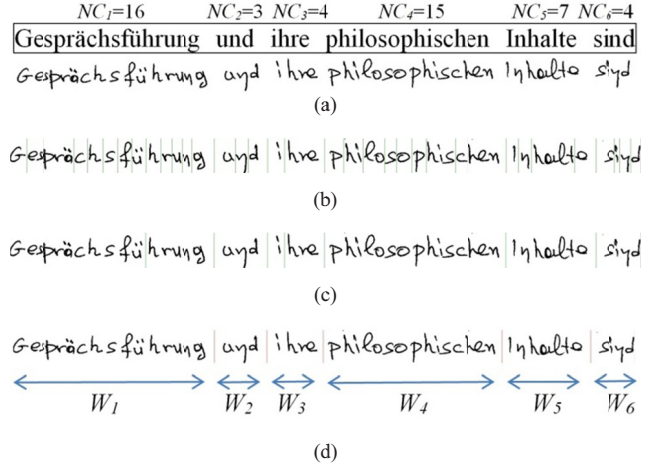 NC₁=16 NC₂=3 NC₃=4 NC₄=15 NC₅=7 NC₆=4
Gesprächsführung und ihre philosophischen Inhalte sind
Gesprächsführung und ihre philosophischen Inhalte sind
(a)
Gesprächsführung und ihre philosophischen Inhalte sind
(b)
Gesprächsführung und ihre philosophischen Inhalte sind
(c)
Gesprächsführung und ihre philosophischen Inhalte sind
W₁ W₂ W₃ W₄ W₅ W₆
(d)